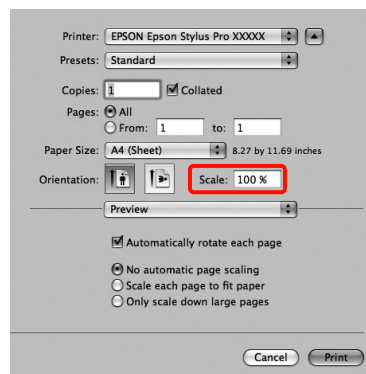 Printer: EPSON Epson Stylus Pro XXXXX
Presets: Standard
Copies: 1 Collated
Pages: All
From: 1 to: 1
Paper Size: A4 (Sheet) 8.27 by 11.69 inches
Orientation: Scale: 100 %
Preview
Automatically rotate each page
No automatic page scaling
Scale each page to fit paper
Only scale down large pages
Cancel Print